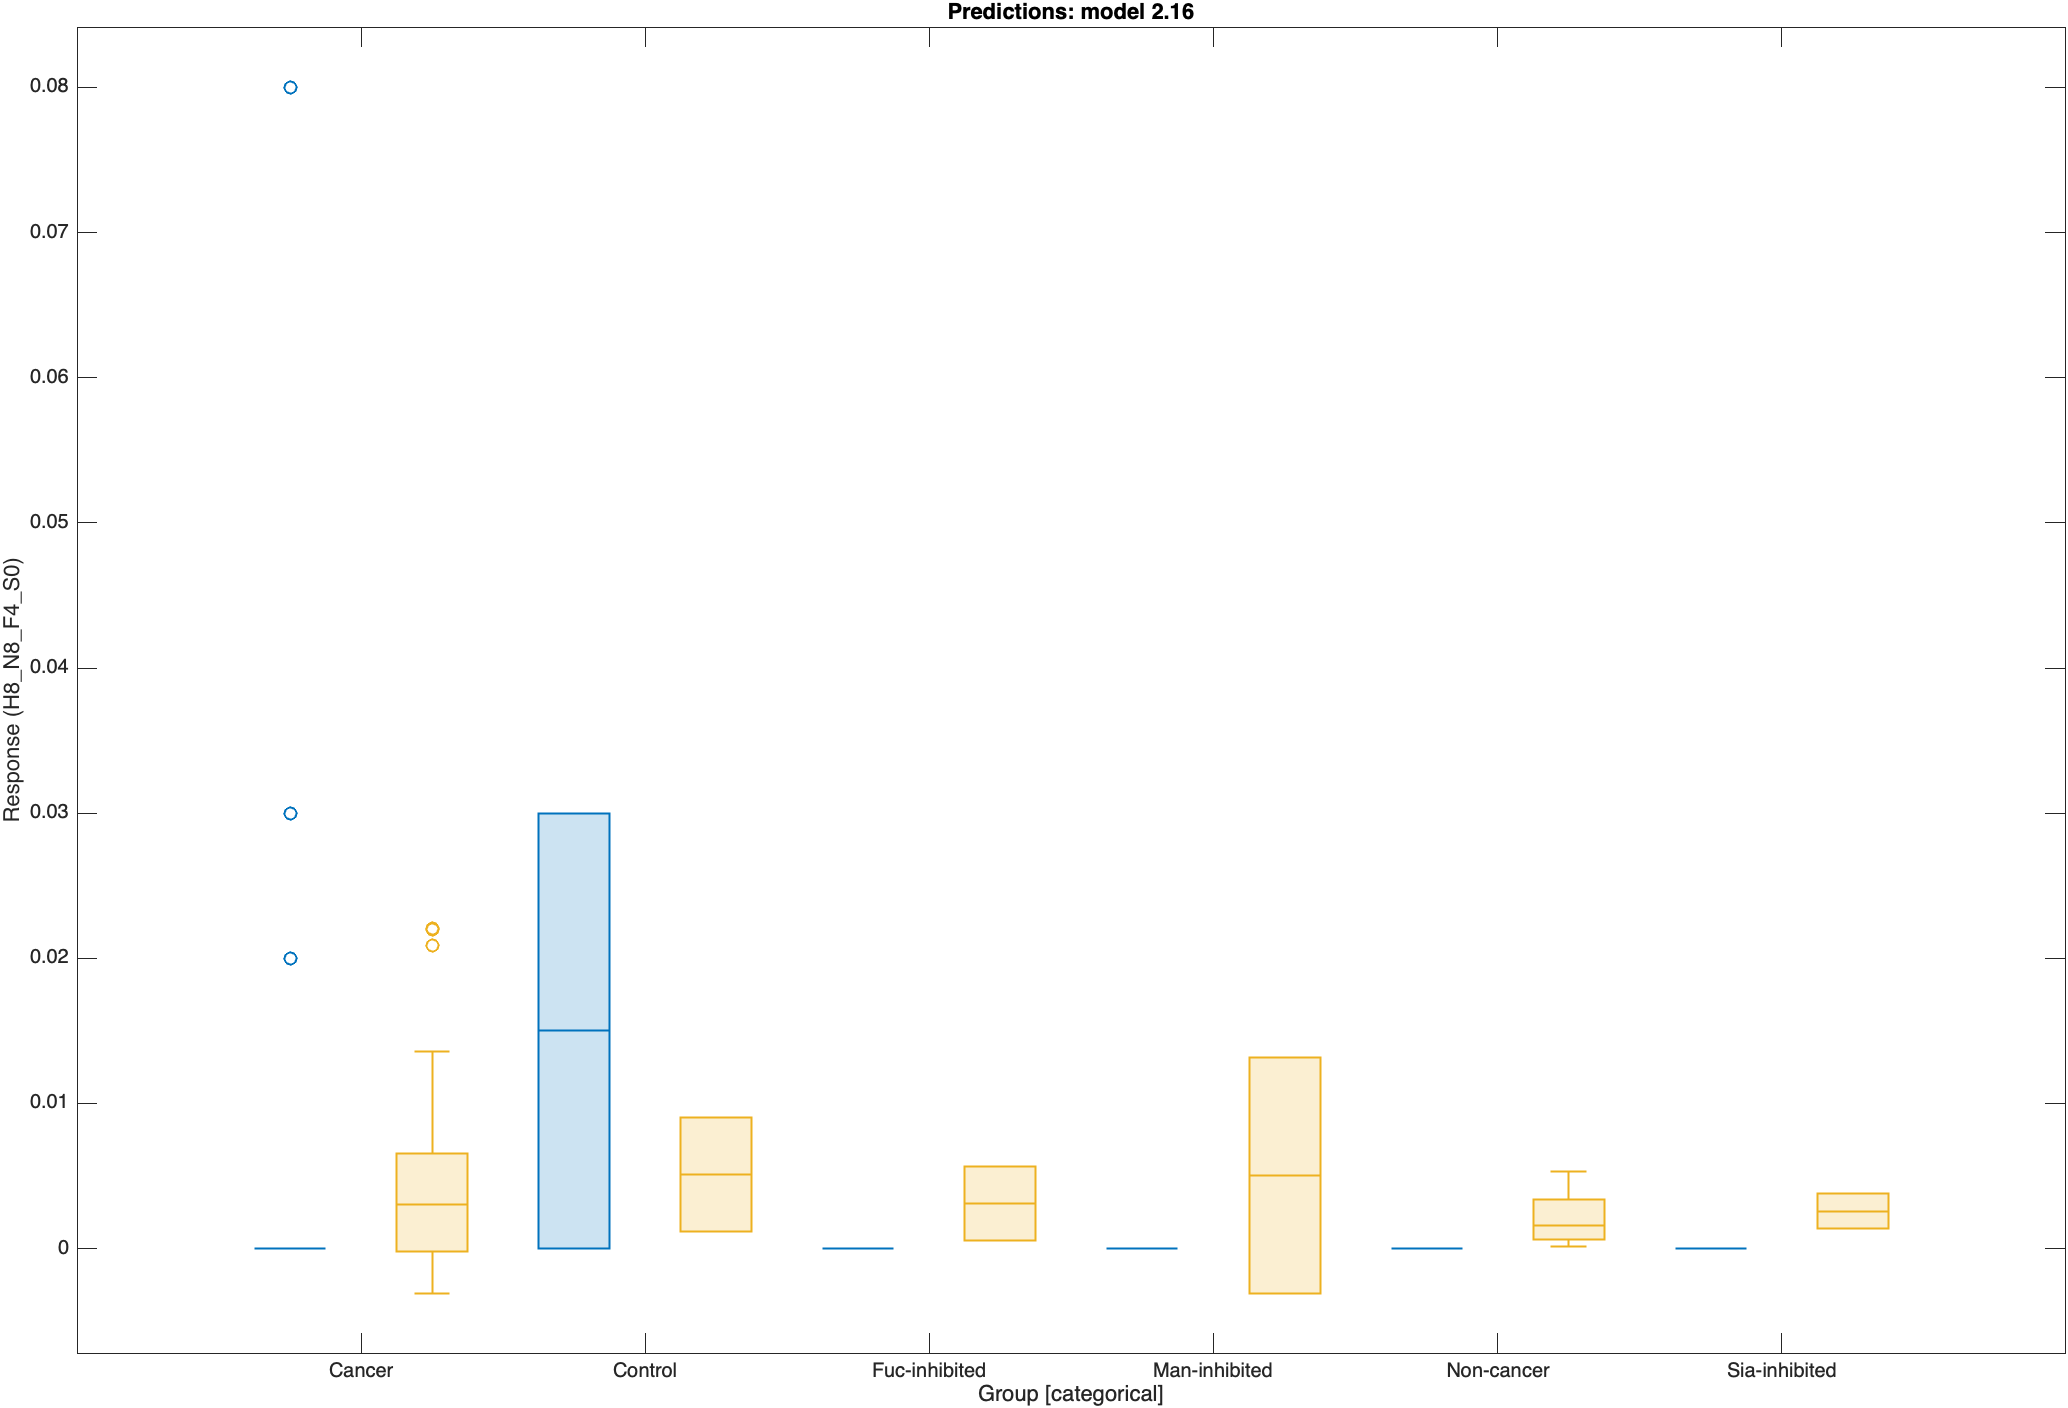 Predictions: model 2.16
0.08
0.07
0.06
0.05
0.04
0.03
0.02
0.01
0
Response (H8_N8_F4_S0)
Cancer Control Fuc-inhibited Man-inhibited Non-cancer Sia-inhibited
Group [categorical]